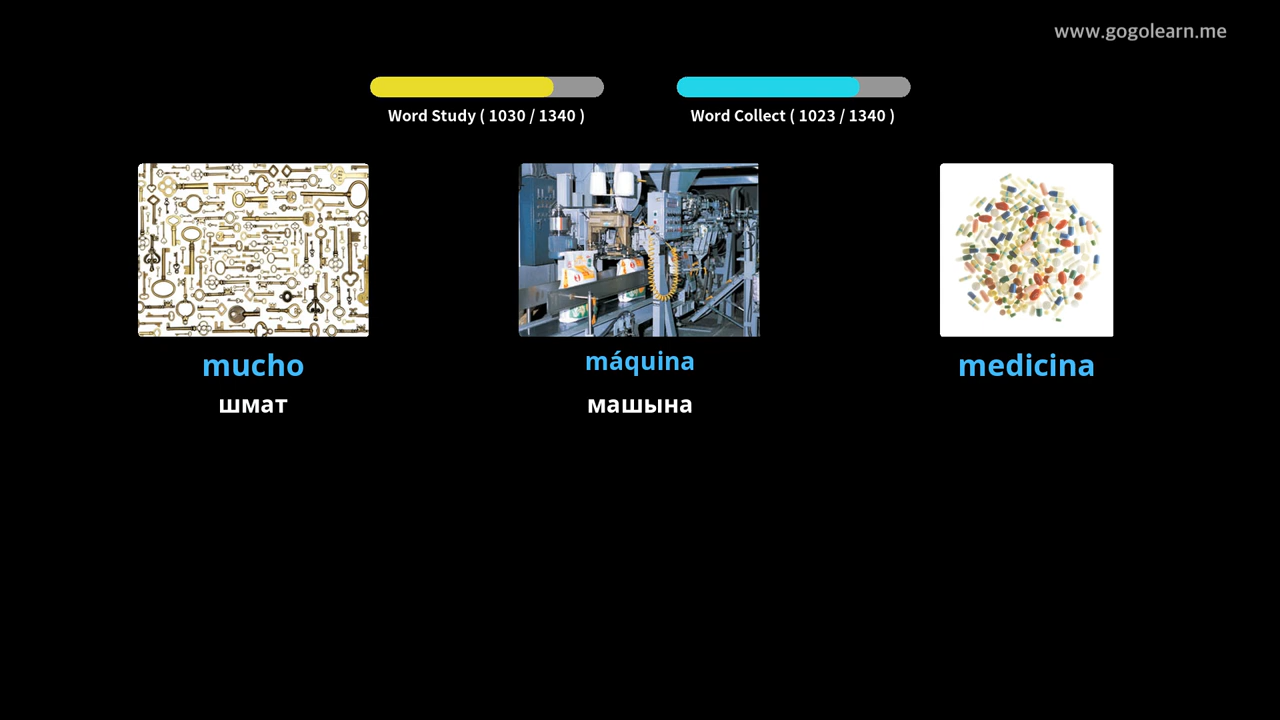 www.gogolearn.me
Word Study ( 1030 / 1340 )
Word Collect ( 1023 / 1340 )
mucho
máquina
medicina
шмат
машына